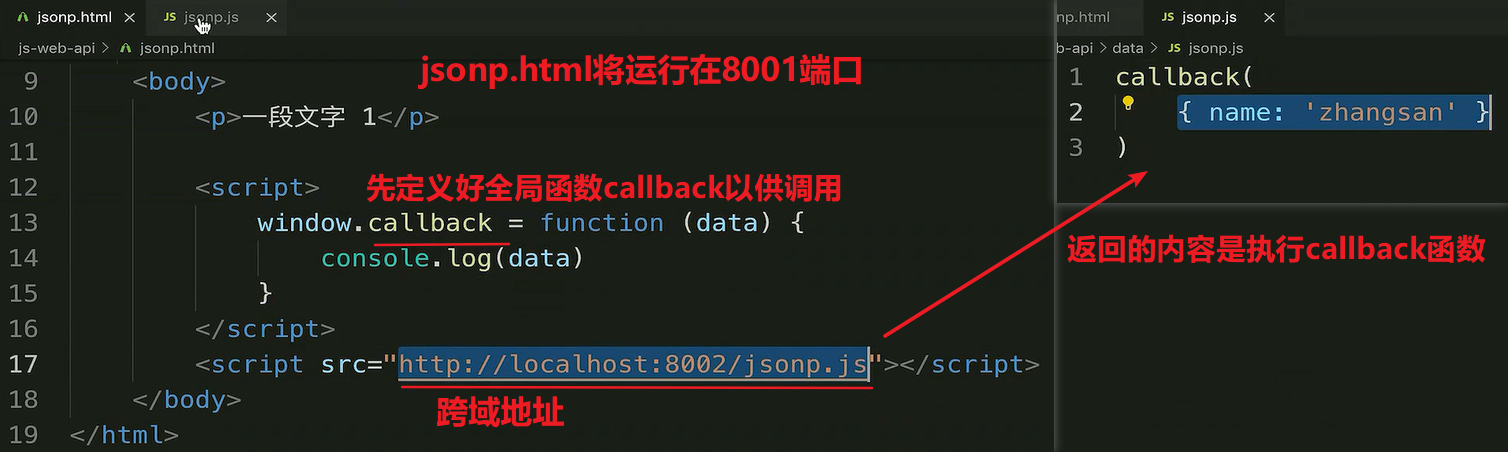 jsonp.html
JS jsonp.js
js-web-api > jsonp.html
jsonp.html将运行在8001端口
9 <body>
10 <p>一段文字 1</p>
11
12 <script>
先定义好全局函数callback以供调用
13 window.callback = function (data) {
14 console.log(data)
15 }
16 </script>
17 <script src="http://localhost:8002/jsonp.js"></script>
跨域地址
18 </body>
19 </html>
np.html
JS jsonp.js
b-api > data > JS jsonp.js
1 callback(
2 { name: 'zhangsan' }
3 )
返回的内容是执行callback函数